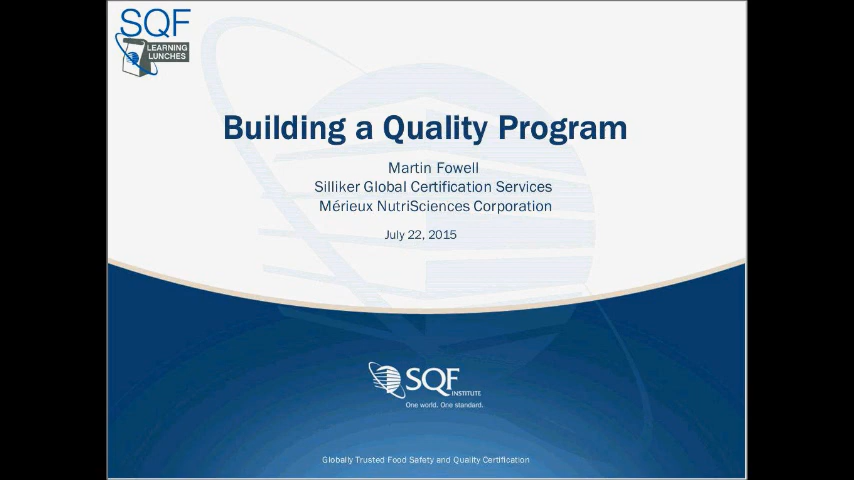 SQF
LEARNING
LUNCHES
Building a Quality Program
Martin Fowell
Silliker Global Certification Services
Mérieux NutriSciences Corporation
July 22, 2015
SQF
INSTITUTE
One world. One standard.
Globally Trusted Food Safety and Quality Certification